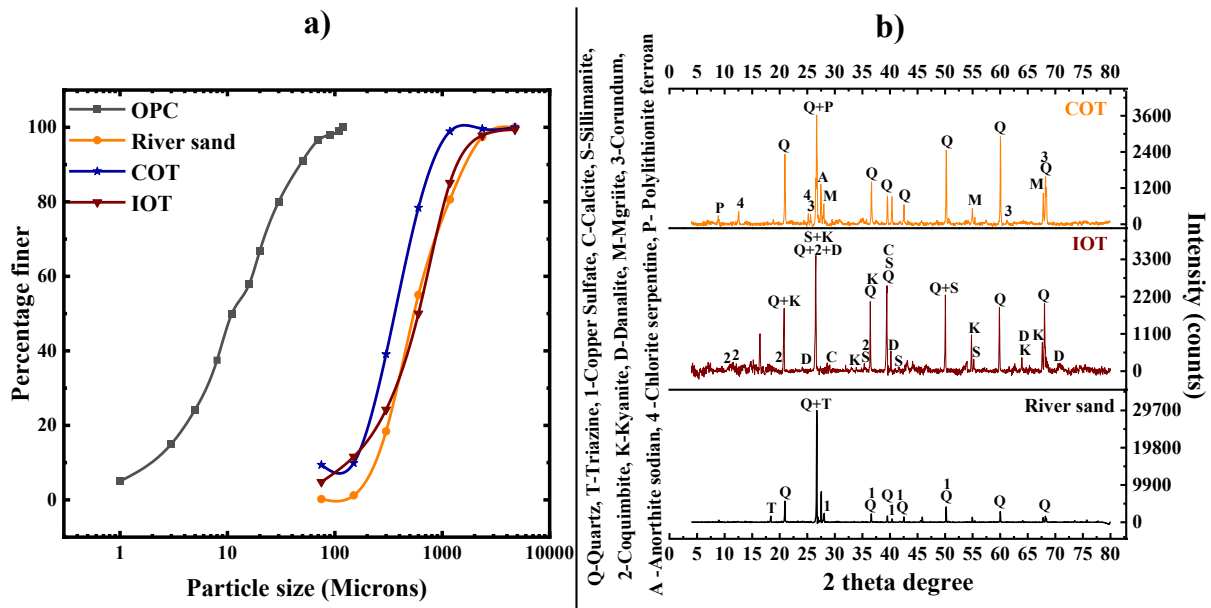 a)
OPC
River sand
COT
IOT
Percentage finer
100
80
60
40
20
0
1
10
100
1000
10000
Particle size (Microns)
Q-Quartz, T-Triazine, 1-Copper Sulfate, C-Calcite, S-Sillimanite,
2-Coquimbite, K-Kyanite, D-Danalite, M-Mgriite, 3-Corundum,
A -Anorthite sodian, 4 -Chlorite serpentine, P- Polylithionite ferroan
b)
0 5 10 15 20 25 30 35 40 45 50 55 60 65 70 75 80
COT
P
4
Q
Q+P
4
3
A
M
Q
Q
Q
Q
M
Q
3
M
3
Q
3600
2400
1200
0
IOT
2
2
2
Q+K
D
S+K
Q+2+D
C
K
2
S
K
Q
C
S
Q
D
S
Q+S
K
S
Q
D
K
K
Q
D
3300
2200
1100
0
River sand
T
Q
Q+T
1
1
Q
Q
1
1
Q
1
Q
Q
Q
29700
19800
9900
0
Intensity (counts)
0 5 10 15 20 25 30 35 40 45 50 55 60 65 70 75 80
2 theta degree